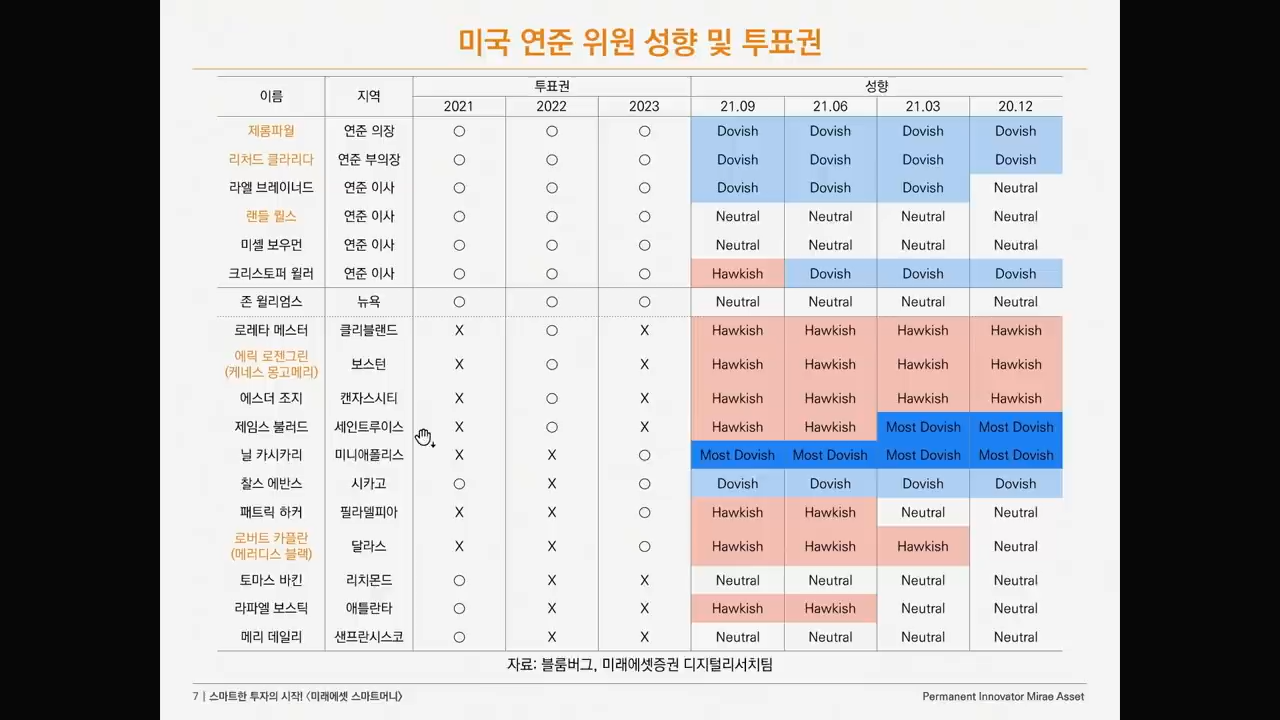 미국 연준 위원 성향 및 투표권
이름 지역 투표권 성향
2021 2022 2023 21.09 21.06 21.03 20.12
제롬파월 연준 의장 ○ ○ ○ Dovish Dovish Dovish Dovish
리처드 클라리다 연준 부의장 ○ ○ ○ Dovish Dovish Dovish Dovish
라엘 브레이너드 연준 이사 ○ ○ ○ Dovish Dovish Dovish Neutral
랜들 퀄스 연준 이사 ○ ○ ○ Neutral Neutral Neutral Neutral
미셸 보우먼 연준 이사 ○ ○ ○ Neutral Neutral Neutral Neutral
크리스토퍼 윌러 연준 이사 ○ ○ ○ Hawkish Dovish Dovish Dovish
존 윌리엄스 뉴욕 ○ ○ ○ Neutral Neutral Neutral Neutral
로레타 메스터 클리블랜드 X ○ X Hawkish Hawkish Hawkish Hawkish
에릭 로젠그린
(케네스 몽고메리) 보스턴 X ○ X Hawkish Hawkish Hawkish Hawkish
에스더 조지 캔자스시티 X ○ X Hawkish Hawkish Hawkish Hawkish
제임스 불러드 세인트루이스 X ○ X Hawkish Hawkish Most Dovish Most Dovish
닐 카시카리 미니애폴리스 X X ○ Most Dovish Most Dovish Most Dovish Most Dovish
찰스 에반스 시카고 ○ X ○ Dovish Dovish Dovish Dovish
패트릭 하커 필라델피아 X X ○ Hawkish Hawkish Neutral Neutral
로버트 카플란
(메러디스 블랙) 달라스 X X ○ Hawkish Hawkish Hawkish Neutral
토마스 바킨 리치몬드 ○ X X Neutral Neutral Neutral Neutral
라파엘 보스틱 애틀란타 ○ X X Hawkish Hawkish Neutral Neutral
메리 데일리 샌프란시스코 ○ X X Neutral Neutral Neutral Neutral
자료: 블룸버그, 미래에셋증권 디지털리서치팀
7 | 스마트한 투자의 시작! 〈미래에셋 스마트머니〉 Permanent Innovator Mirae Asset